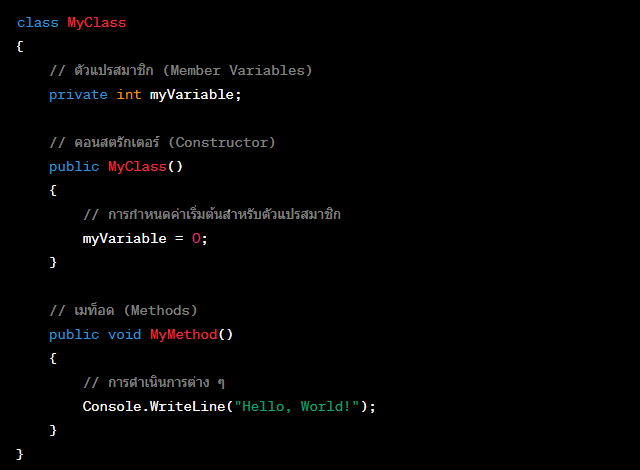 class MyClass
{
// ตัวแปรสมาชิก (Member Variables)
private int myVariable;
// คอนสตรักเตอร์ (Constructor)
public MyClass()
{
// การกำหนดค่าเริ่มต้นสำหรับตัวแปรสมาชิก
myVariable = 0;
}
// เมท็อด (Methods)
public void MyMethod()
{
// การดำเนินการต่าง ๆ
Console.WriteLine("Hello, World!");
}
}